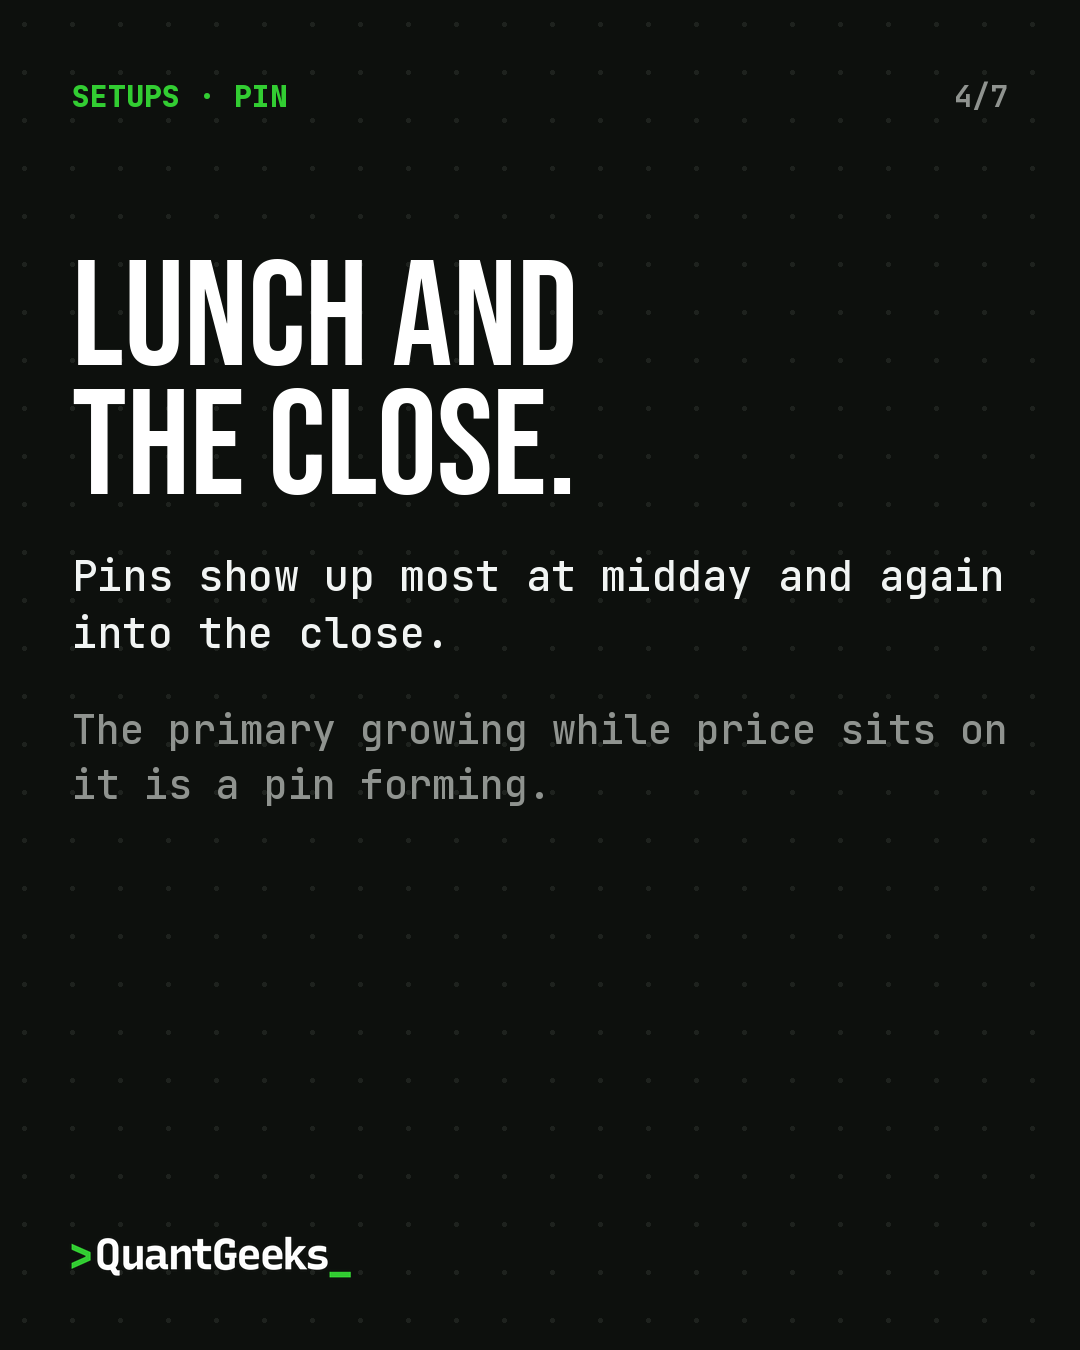 SETUPS · PIN
4/7
LUNCH AND
THE CLOSE.
Pins show up most at midday and again
into the close.
The primary growing while price sits on
it is a pin forming.
>QuantGeeks_